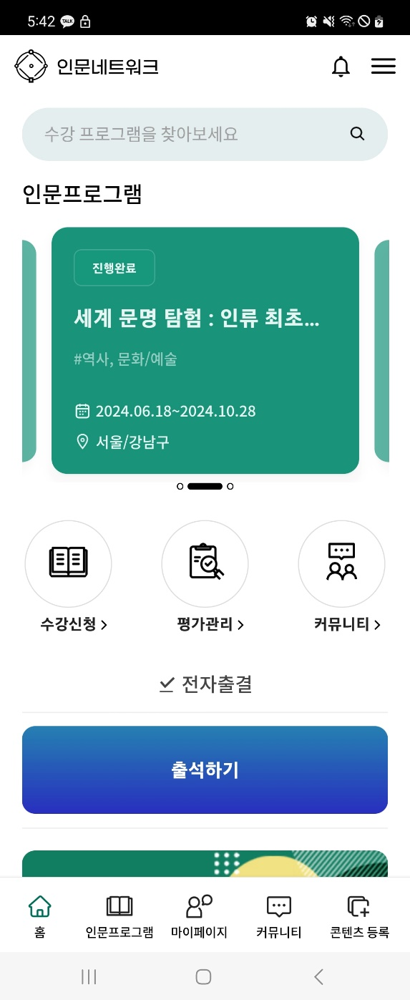 5:42 TALK
인문네트워크
수강 프로그램을 찾아보세요
인문프로그램
진행완료
세계 문명 탐험 : 인류 최초...
#역사, 문화/예술
2024.06.18~2024.10.28
서울/강남구
수강신청 평가관리 커뮤니티
전자출결
출석하기
홈 인문프로그램 마이페이지 커뮤니티 콘텐츠 등록